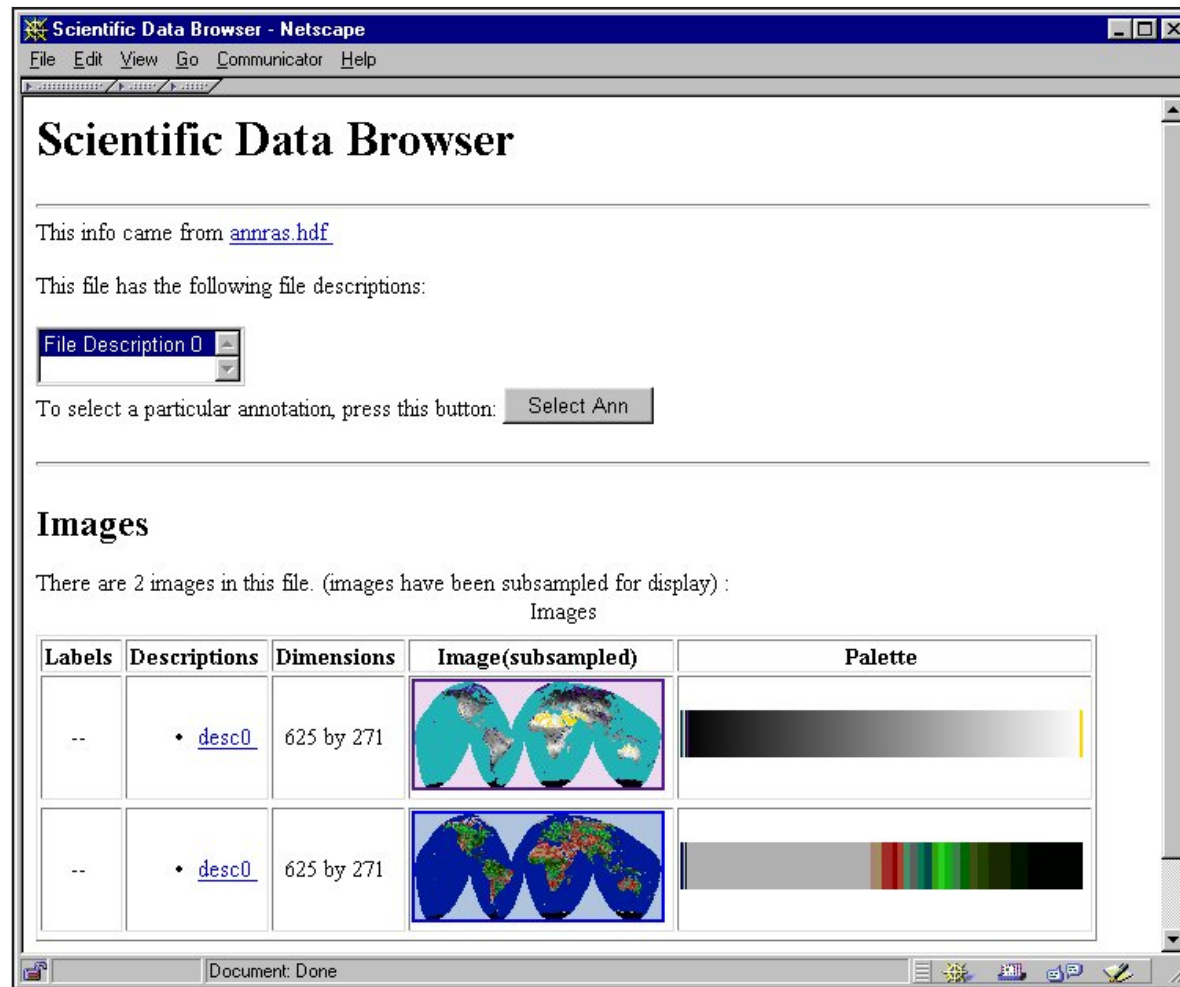 Scientific Data Browser - Netscape
File Edit View Go Communicator Help
Scientific Data Browser
This info came from annras.hdf
This file has the following file descriptions:
File Description 0
To select a particular annotation, press this button: Select Ann
Images
There are 2 images in this file. (images have been subsampled for display) :
Images
Labels Descriptions Dimensions Image(subsampled) Palette
-- • desc0 625 by 271
-- • desc0 625 by 271
Document: Done